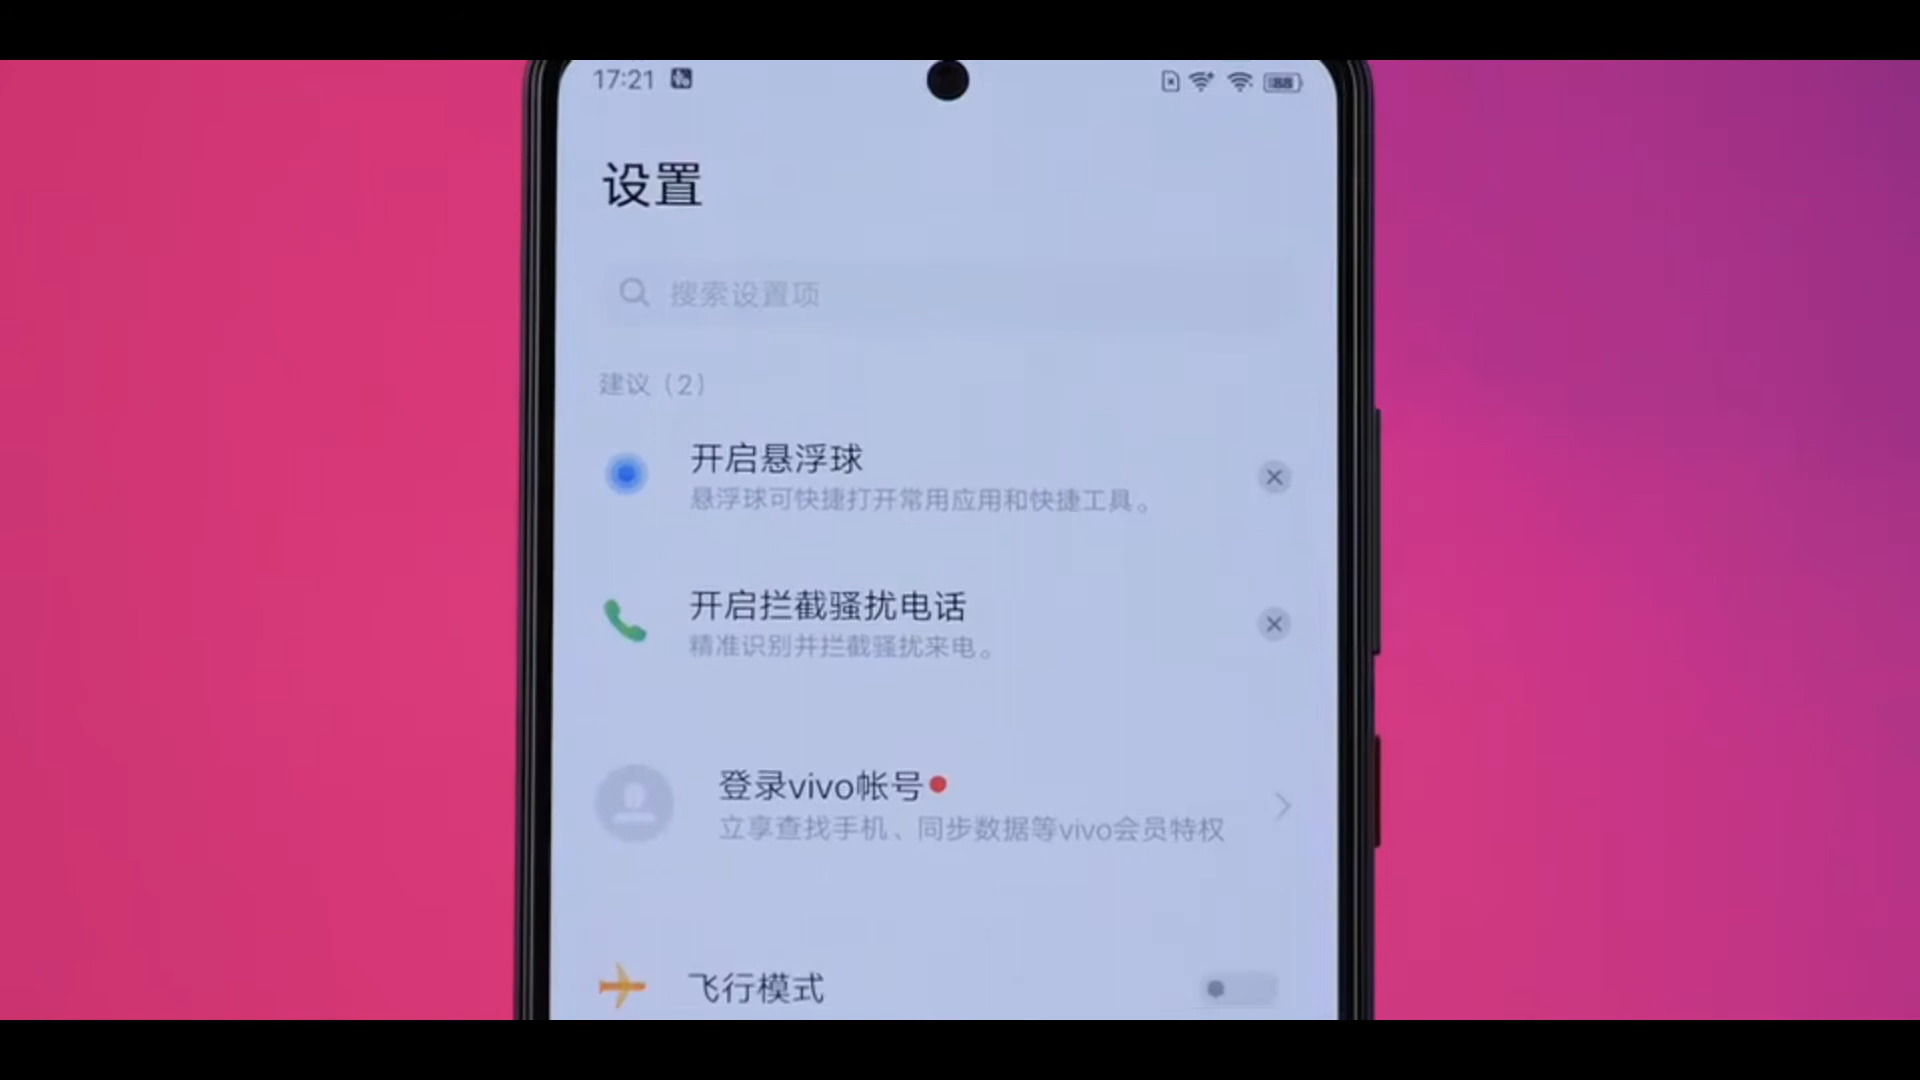 17:21
设置
搜索设置项
建议（2）
开启悬浮球
悬浮球可快捷打开常用应用和快捷工具。
开启拦截骚扰电话
精准识别并拦截骚扰来电。
登录vivo帐号
立享查找手机、同步数据等vivo会员特权
飞行模式